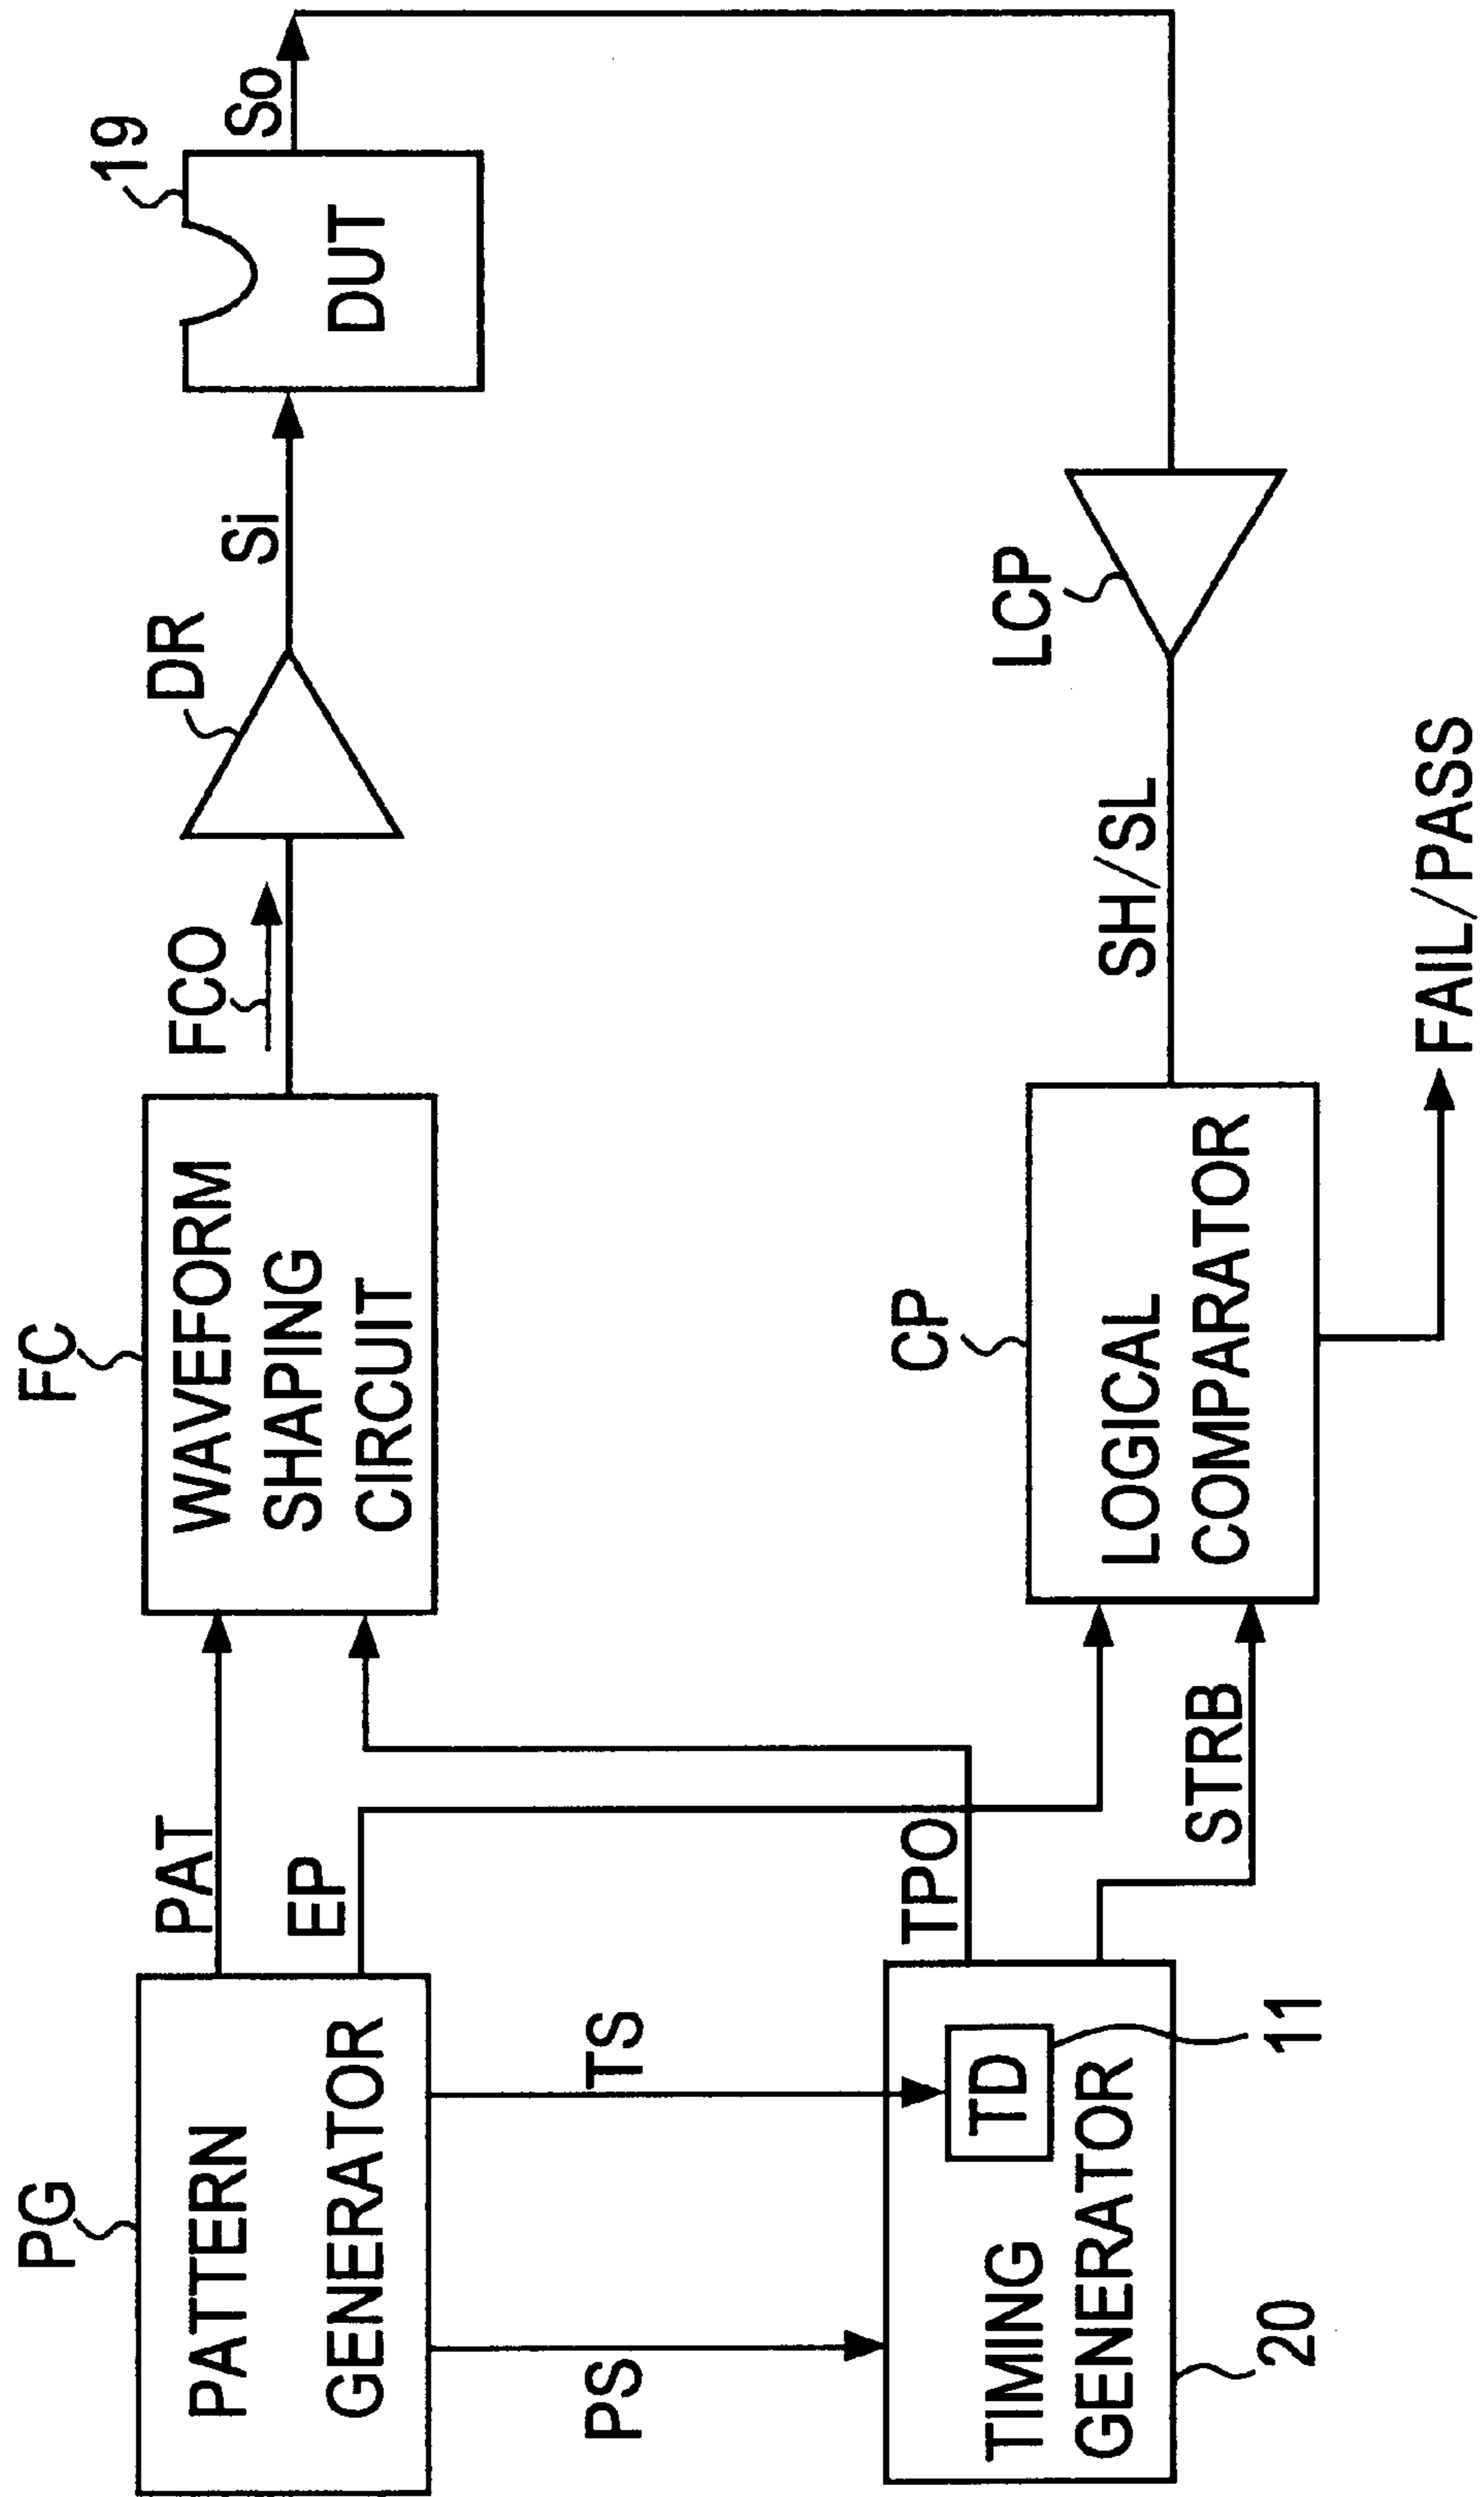 PG
PATTERN
GENERATOR
PAT
EP
FC
WAVEFORM
SHAPING
CIRCUIT
FCO
DR
Si
19
DUT
So
PS
TS
TIMING
GENERATOR
TD
11
20
TPO
STRB
CP
LOGICAL
COMPARATOR
SH/SL
LCP
FAIL/PASS